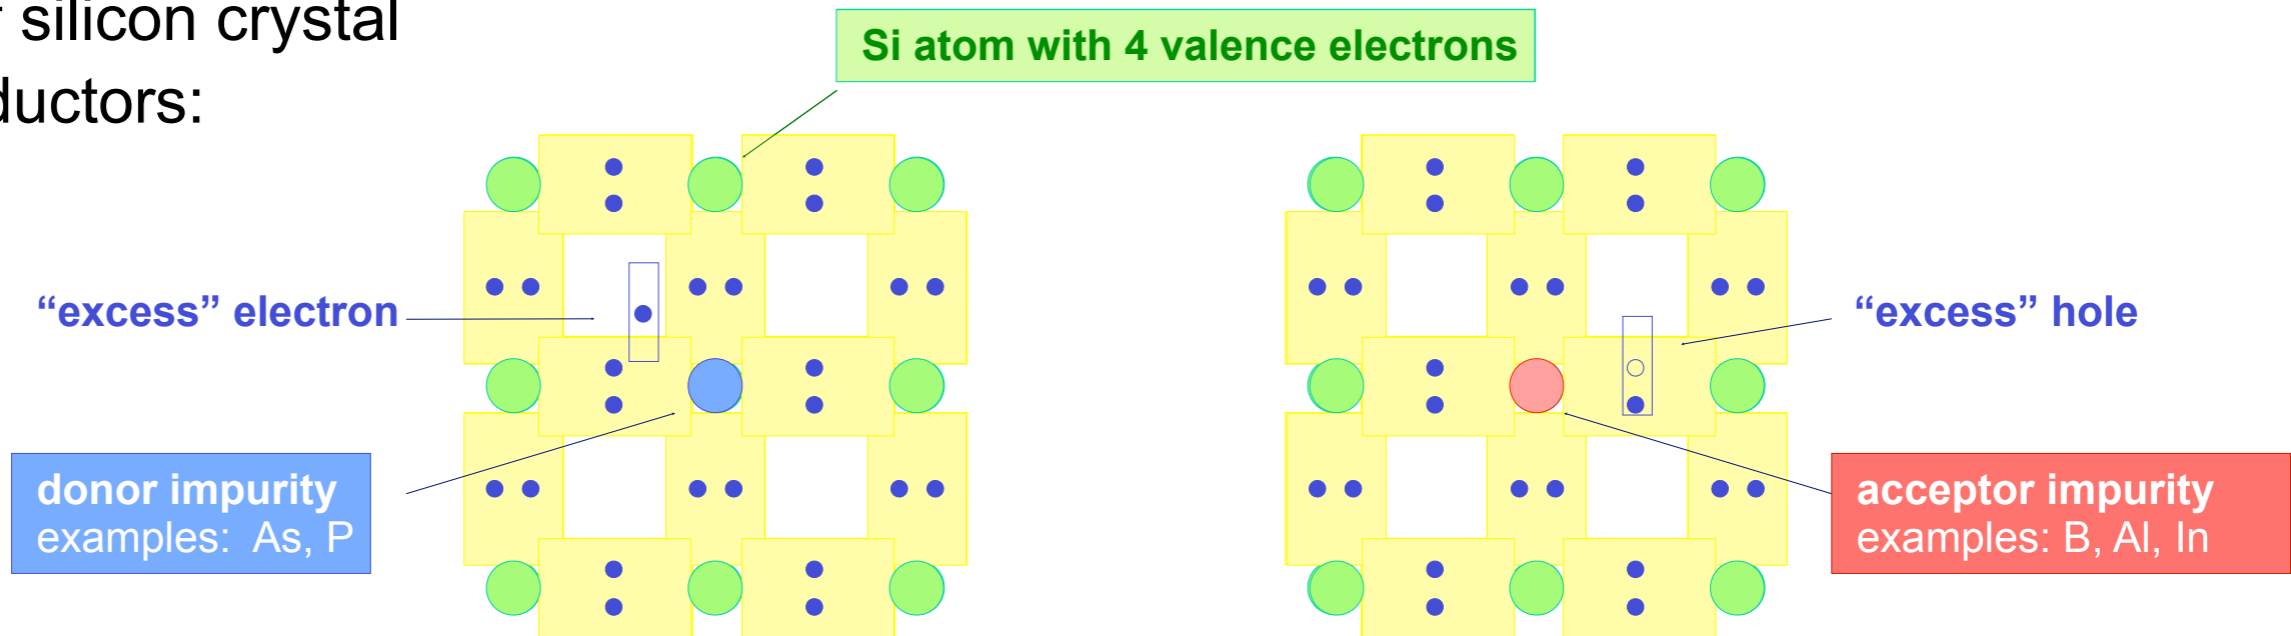 silicon crystal
ductors:
Si atom with 4 valence electrons
“excess” electron
“excess” hole
donor impurity
examples: As, P
acceptor impurity
examples: B, Al, In